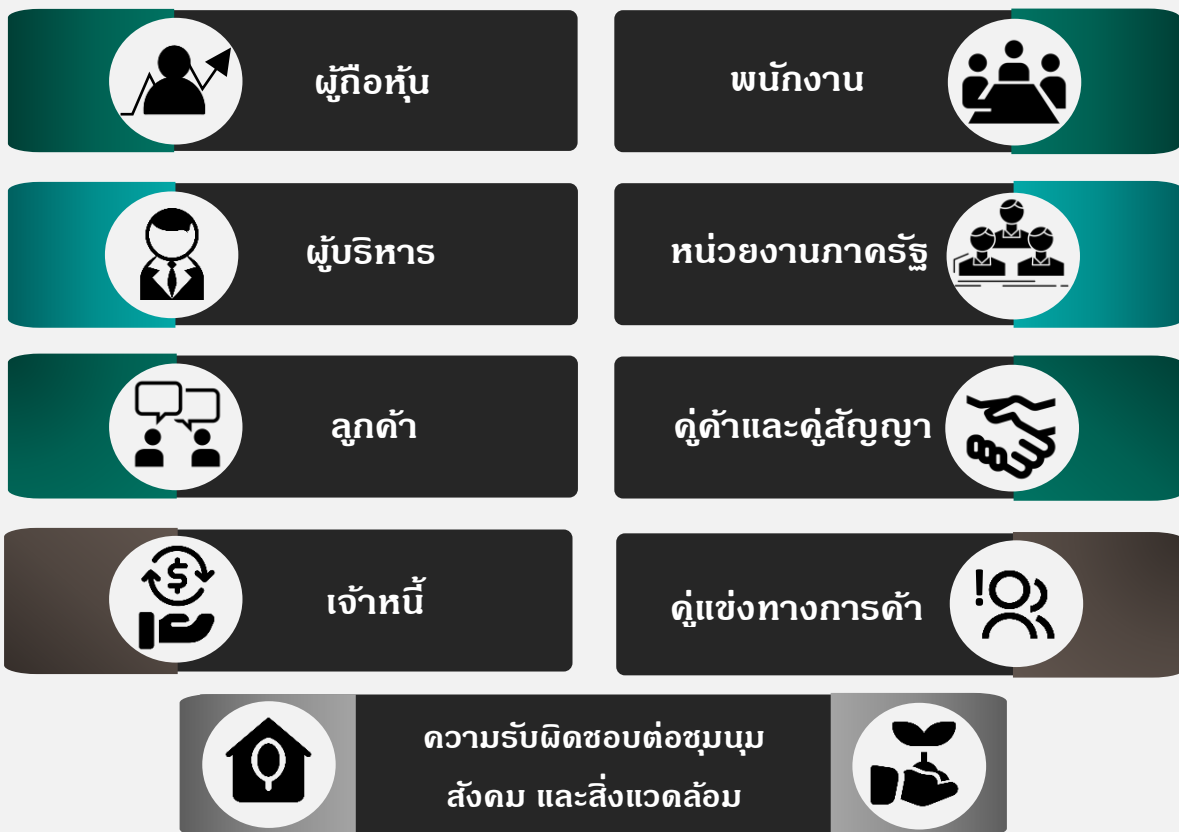 ผู้ถือหุ้น
พนักงาน
ผู้บริหาร
หน่วยงานภาครัฐ
ลูกค้า
คู่ค้าและคู่สัญญา
เจ้าหนี้
คู่แข่งทางการค้า
ความรับผิดชอบต่อชุมนุม
สังคม และสิ่งแวดล้อม